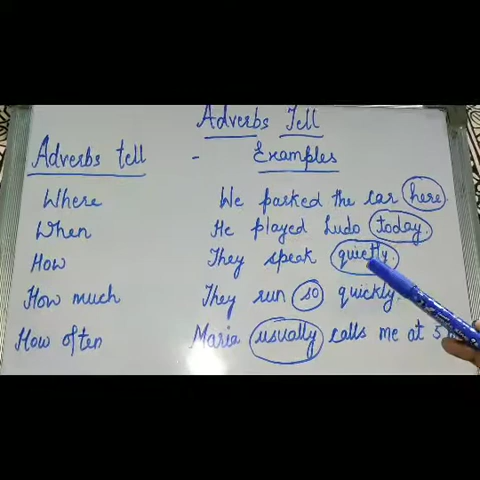 Adverbs Tell
Adverbs tell - Examples
Where We parked the car here.
When He played Ludo today.
How They speak quietly.
How much They run so quickly.
How often Maria usually calls me at 5